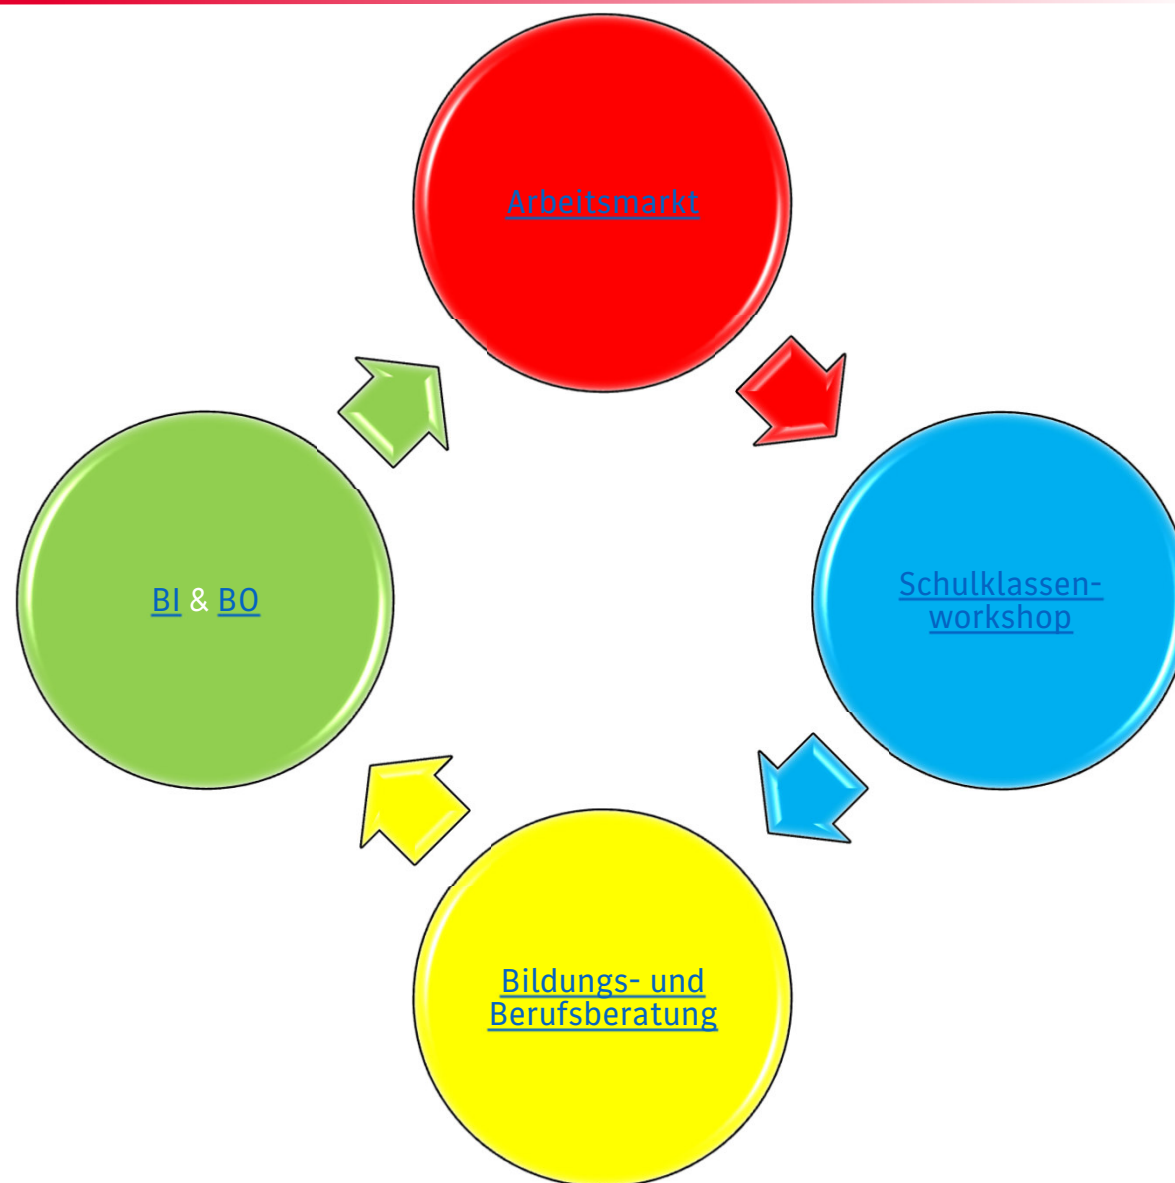 Arbeitsmarkt
BI & BO
Schulklassen-
workshop
Bildungs- und
Berufsberatung